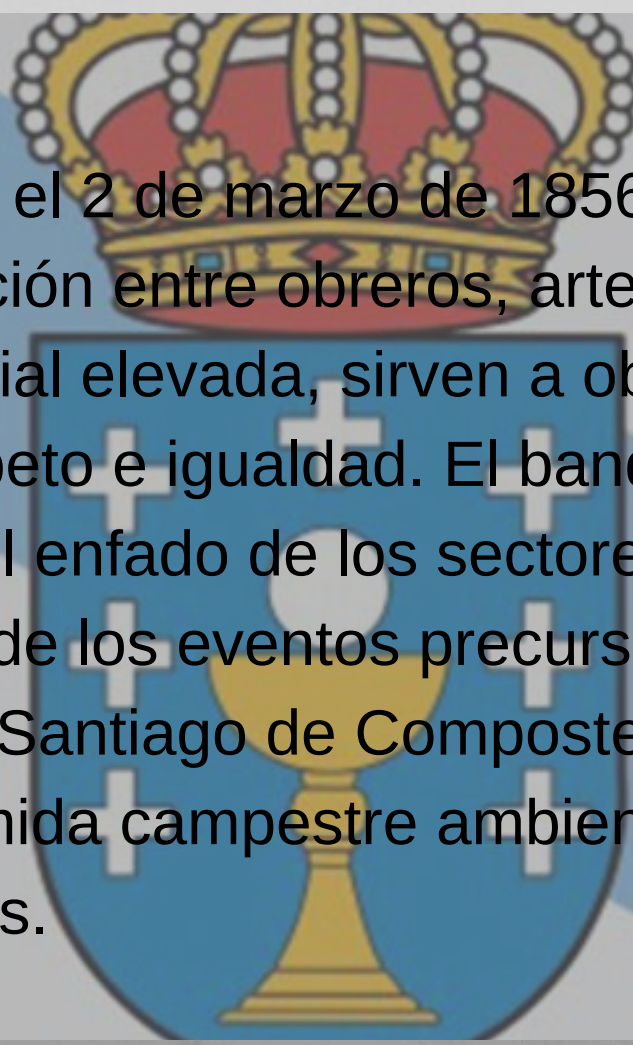 el 2 de marzo de 1856
ción entre obreros, arte
ial elevada, sirven a ob
peto e igualdad. El band
l enfado de los sectore
de los eventos precurs
Santiago de Composte
nida campestre ambien
s.